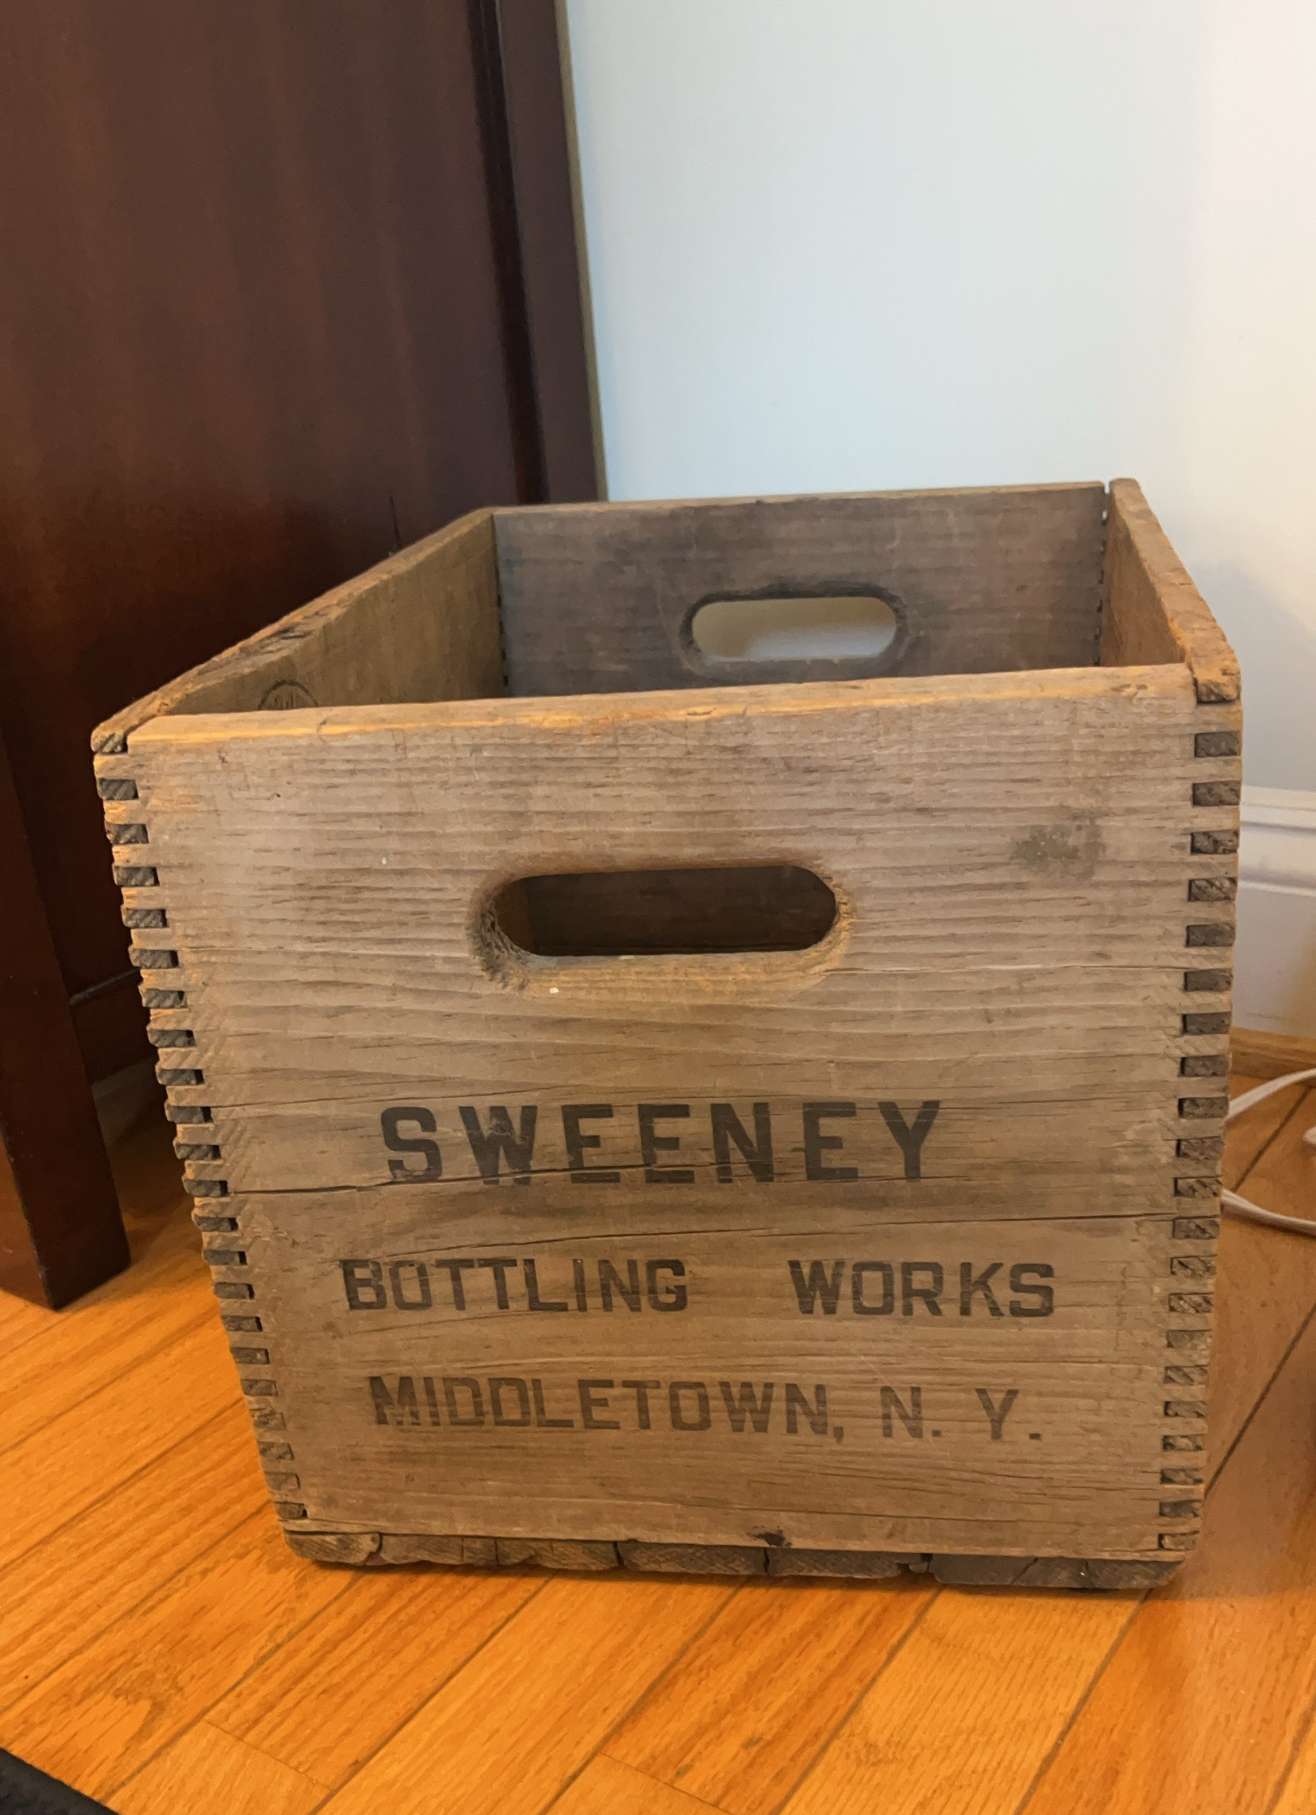 SWEENEY
BOTTLING WORKS
MIDDLETOWN, N. Y.